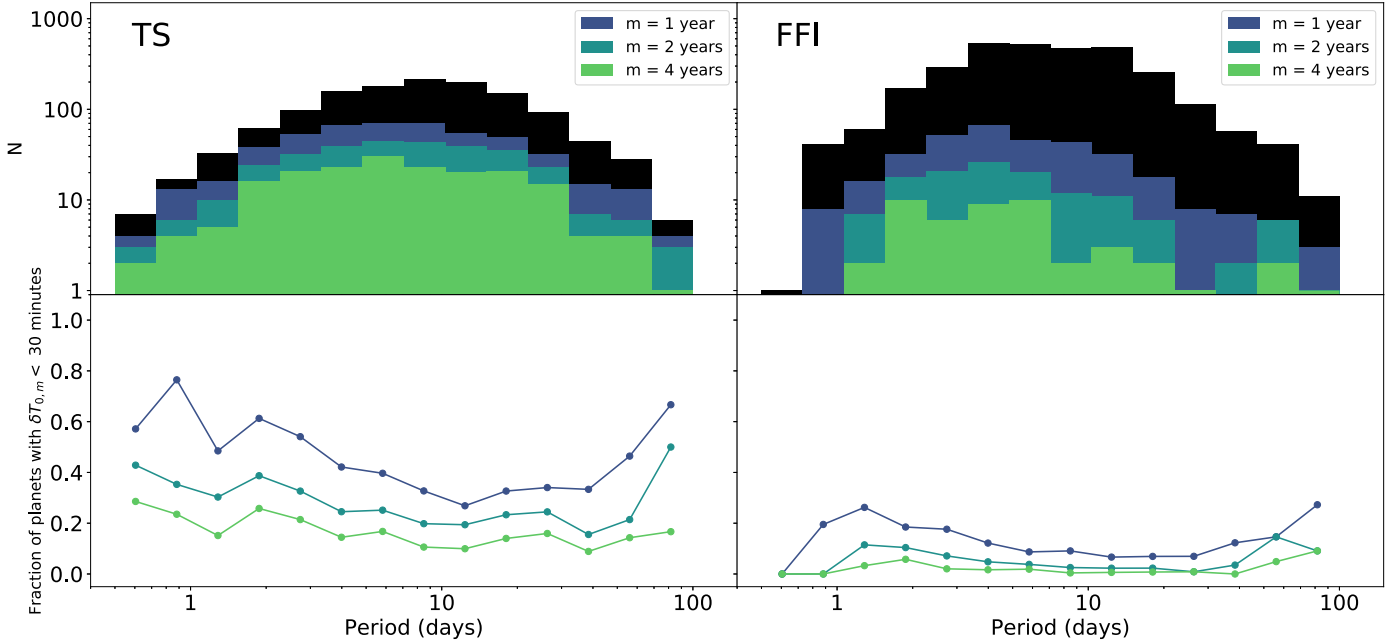 TS
m = 1 year
m = 2 years
m = 4 years
FFI
m = 1 year
m = 2 years
m = 4 years
1000
100
10
1
N
1.0
0.8
0.6
0.4
0.2
0.0
Fraction of planets with δT₀,ₘ < 30 minutes
1
10
100
1
10
100
Period (days)
Period (days)